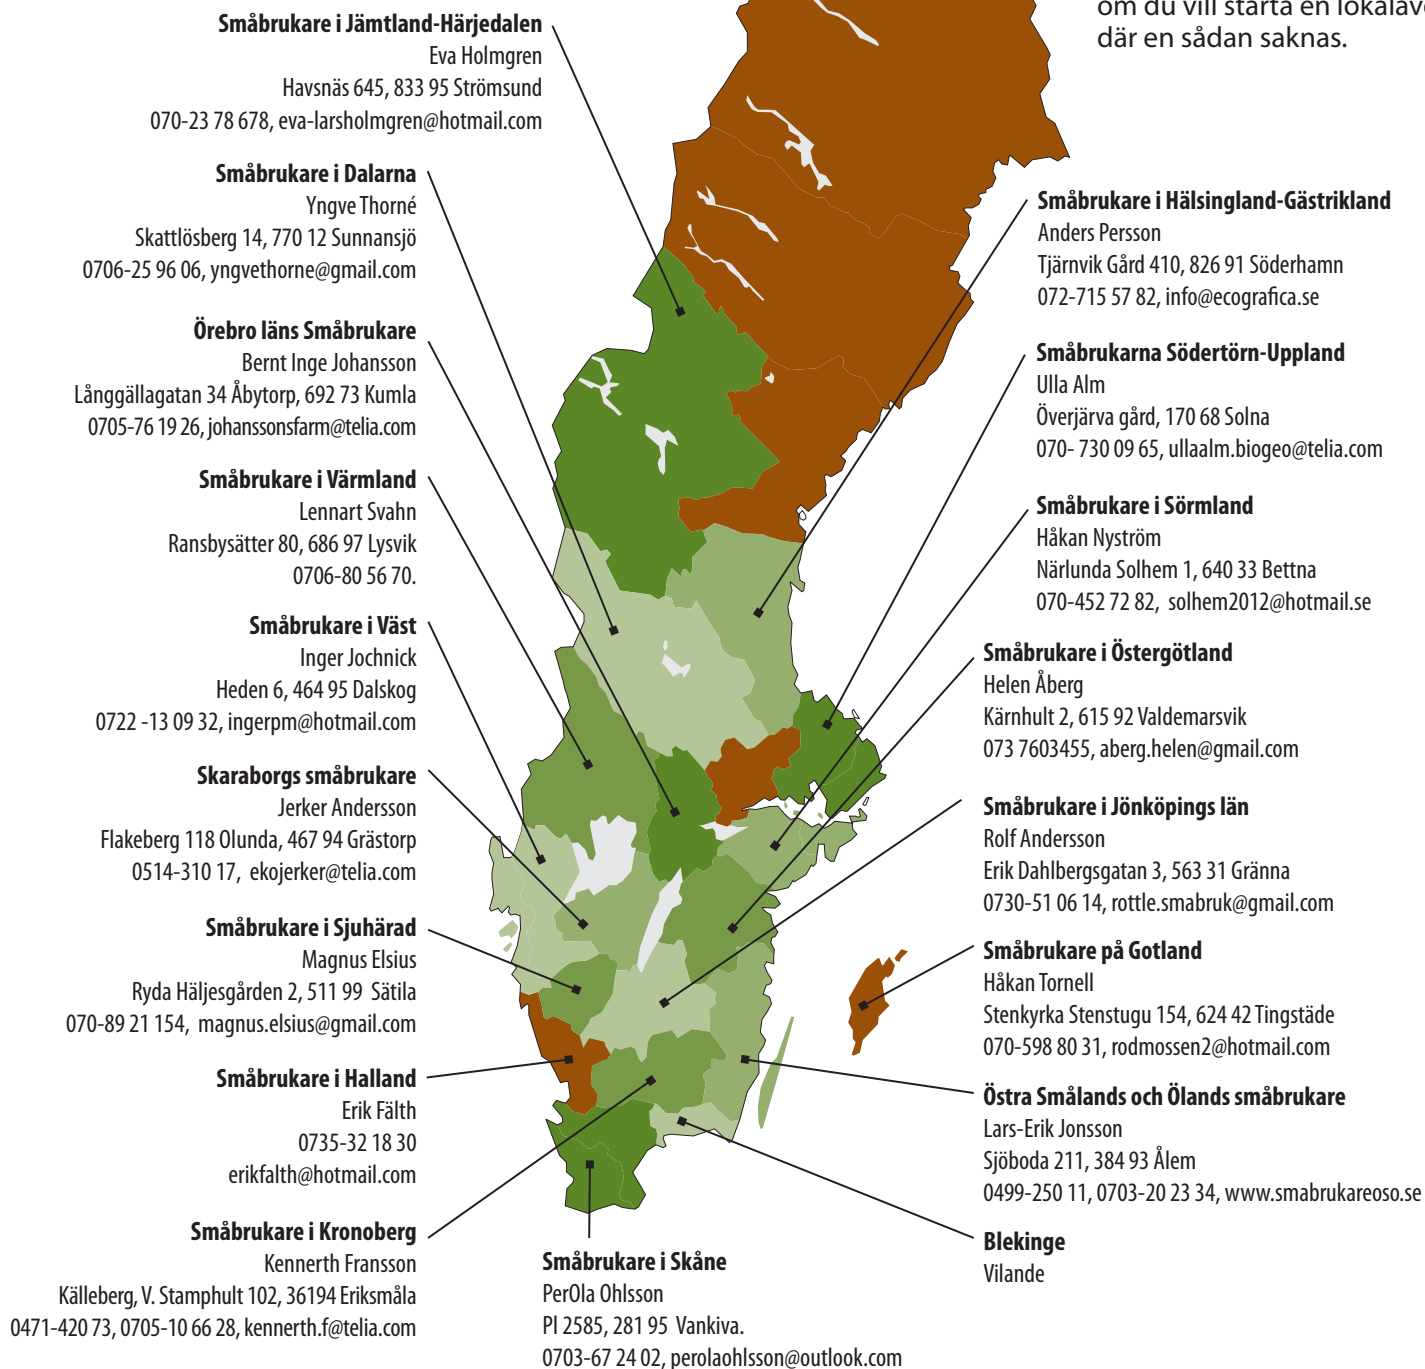 om du vill starta en
där en sådan saknas.
Småbrukare i Jämtland-Härjedalen
Eva Holmgren
Havsnäs 645, 833 95 Strömsund
070-23 78 678, eva-larsholmgren@hotmail.com
Småbrukare i Dalarna
Yngve Thorné
Skattlösberg 14, 770 12 Sunnansjö
0706-25 96 06, yngvethorne@gmail.com
Örebro läns Småbrukare
Bernt Inge Johansson
Långgällagatan 34 Åbytorp, 692 73 Kumla
0705-76 19 26, johanssonsfarm@telia.com
Småbrukare i Värmland
Lennart Svahn
Ransbysätter 80, 686 97 Lysvik
0706-80 56 70.
Småbrukare i Väst
Inger Jochnick
Heden 6, 464 95 Dalskog
0722 -13 09 32, ingerpm@hotmail.com
Skaraborgs småbrukare
Jerker Andersson
Flakeberg 118 Olunda, 467 94 Grästorp
0514-310 17, ekojerker@telia.com
Småbrukare i Sjuhärad
Magnus Elsius
Ryda Häljesgården 2, 511 99 Sätila
070-89 21 154, magnus.elsius@gmail.com
Småbrukare i Halland
Erik Fälth
0735-32 18 30
erikfalth@hotmail.com
Småbrukare i Kronoberg
Kennerth Fransson
Källeberg, V. Stamphult 102, 36194 Eriksmåla
0471-420 73, 0705-10 66 28, kennerth.f@telia.com
Småbrukare i Skåne
PerOla Ohlsson
Pl 2585, 281 95 Vankiva.
0703-67 24 02, perolaohlsson@outlook.com
Småbrukare i Hälsingland-Gästrikland
Anders Persson
Tjärnvik Gård 410, 826 91 Söderhamn
072-715 57 82, info@ecografica.se
Småbrukarna Södertörn-Uppland
Ulla Alm
Överjärva gård, 170 68 Solna
070- 730 09 65, ullaalm.biogeo@telia.com
Småbrukare i Sörmland
Håkan Nyström
Närlunda Solhem 1, 640 33 Bettna
070-452 72 82, solhem2012@hotmail.se
Småbrukare i Östergötland
Helen Åberg
Kärnhult 2, 615 92 Valdemarsvik
073 7603455, aberg.helen@gmail.com
Småbrukare i Jönköpings län
Rolf Andersson
Erik Dahlbergsgatan 3, 563 31 Gränna
0730-51 06 14, rottle.smabruk@gmail.com
Småbrukare på Gotland
Håkan Tornell
Stenkyrka Stenstugu 154, 624 42 Tingstäde
070-598 80 31, rodmossen2@hotmail.com
Östra Smålands och Ölands småbrukare
Lars-Erik Jonsson
Sjöboda 211, 384 93 Ålem
0499-250 11, 0703-20 23 34, www.smabrukareoso.se
Blekinge
Vilande